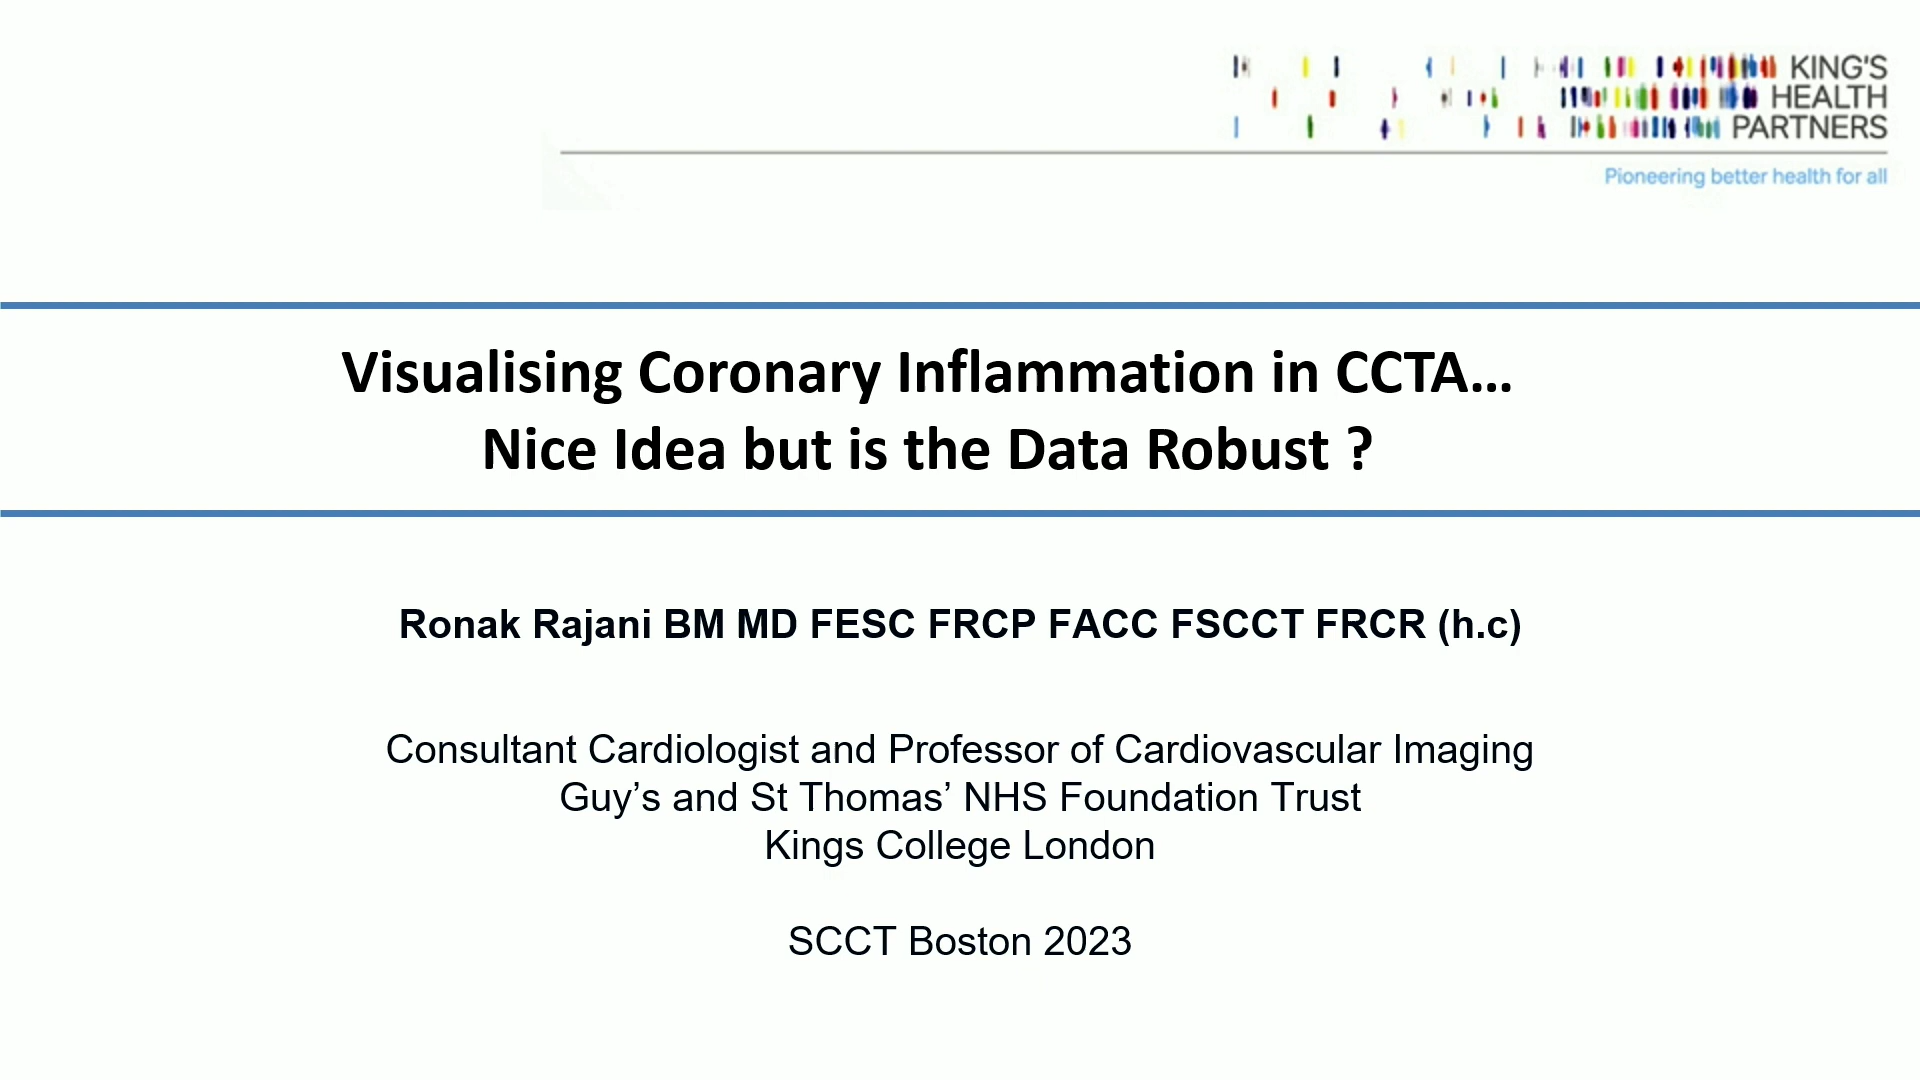 KING'S
HEALTH
PARTNERS
Pioneering better health for all
Visualising Coronary Inflammation in CCTA…
Nice Idea but is the Data Robust ?
Ronak Rajani BM MD FESC FRCP FACC FSCCT FRCR (h.c)
Consultant Cardiologist and Professor of Cardiovascular Imaging
Guy’s and St Thomas’ NHS Foundation Trust
Kings College London
SCCT Boston 2023